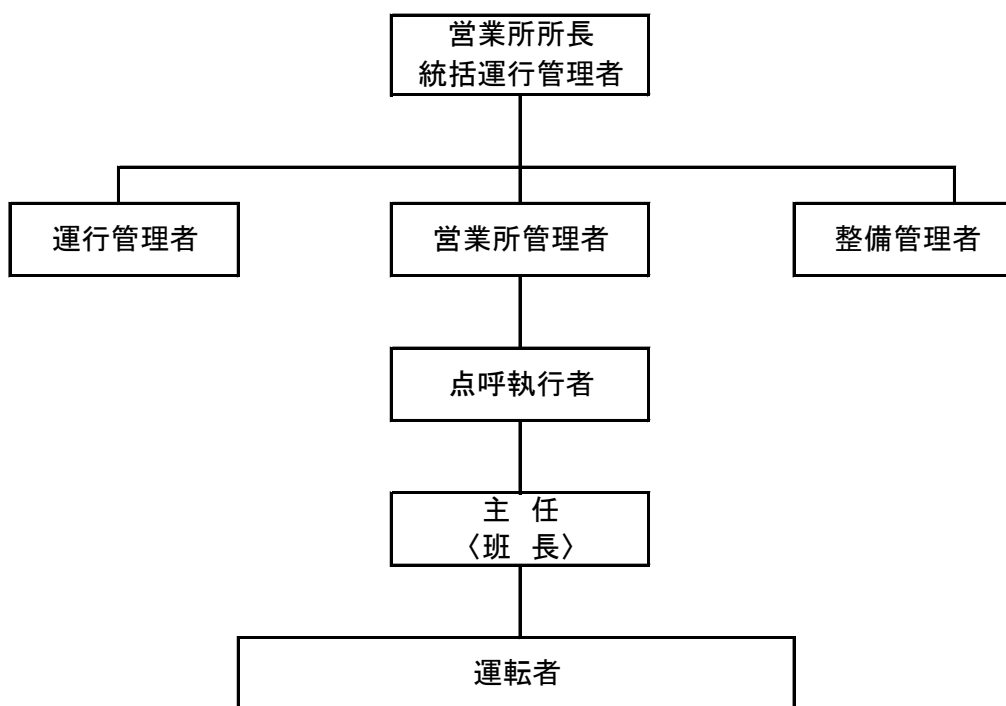 営業所所長
統括運行管理者
運行管理者
営業所管理者
整備管理者
点呼執行者
主 任
〈班 長〉
運転者